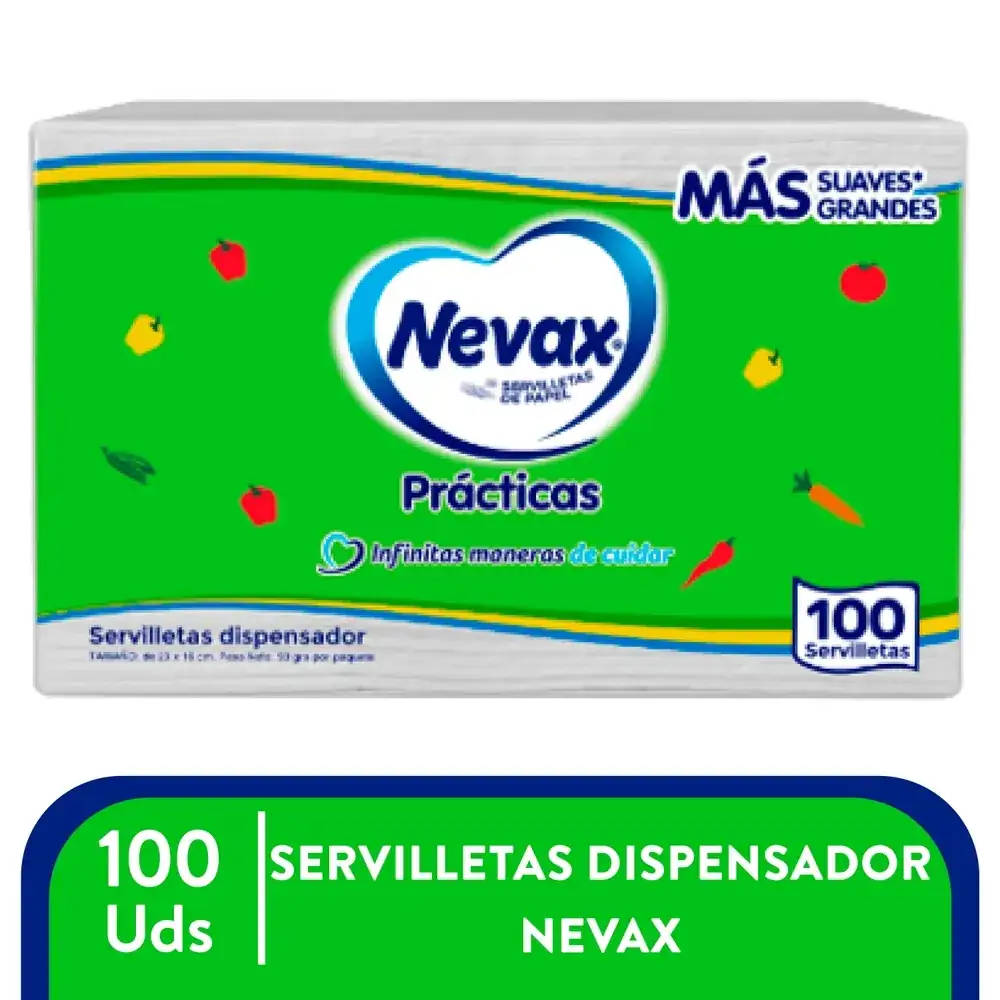 MÁS SUAVES*
GRANDES
Nevax®
SERVILLETAS
DE PAPEL
Prácticas
Infinitas maneras de cuidar
100
Servilletas
Servilletas dispensador
100
Uds
SERVILLETAS DISPENSADOR
NEVAX